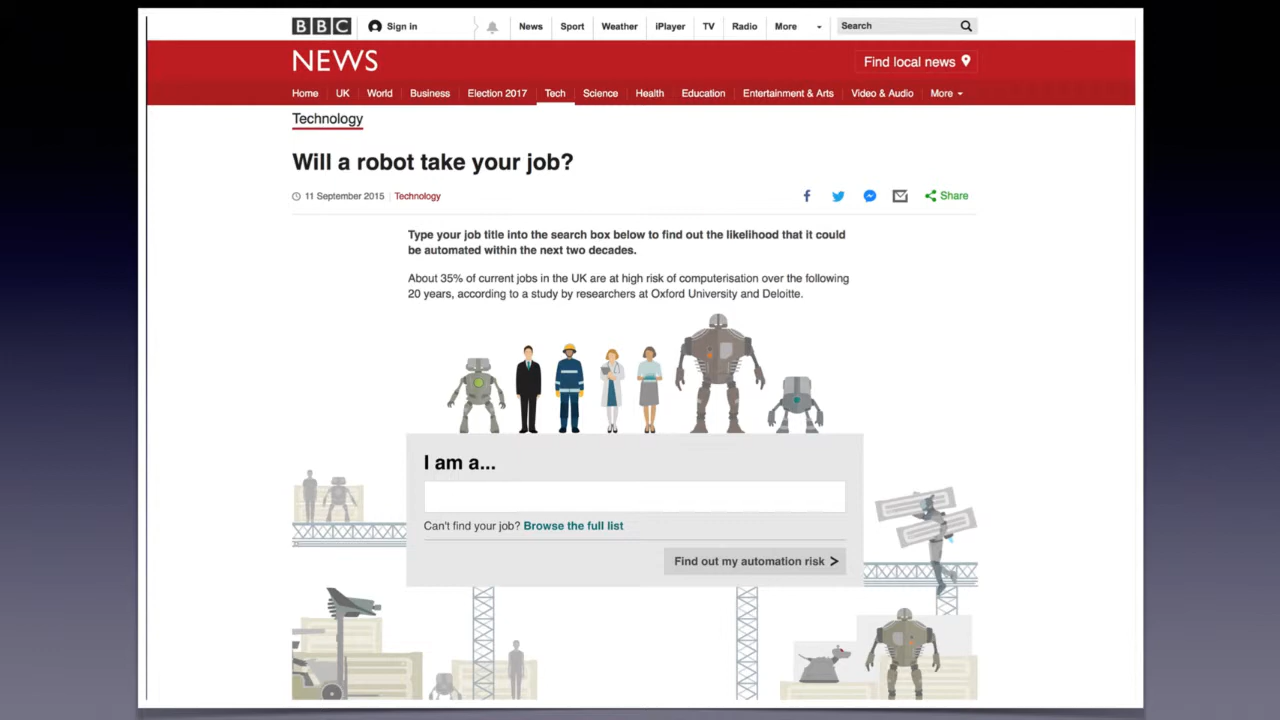 BBC Sign in News Sport Weather iPlayer TV Radio More Search
NEWS
Find local news
Home UK World Business Election 2017 Tech Science Health Education Entertainment & Arts Video & Audio More
Technology
Will a robot take your job?
11 September 2015 Technology
Share
Type your job title into the search box below to find out the likelihood that it could
be automated within the next two decades.
About 35% of current jobs in the UK are at high risk of computerisation over the following
20 years, according to a study by researchers at Oxford University and Deloitte.
I am a...
Can't find your job? Browse the full list
Find out my automation risk